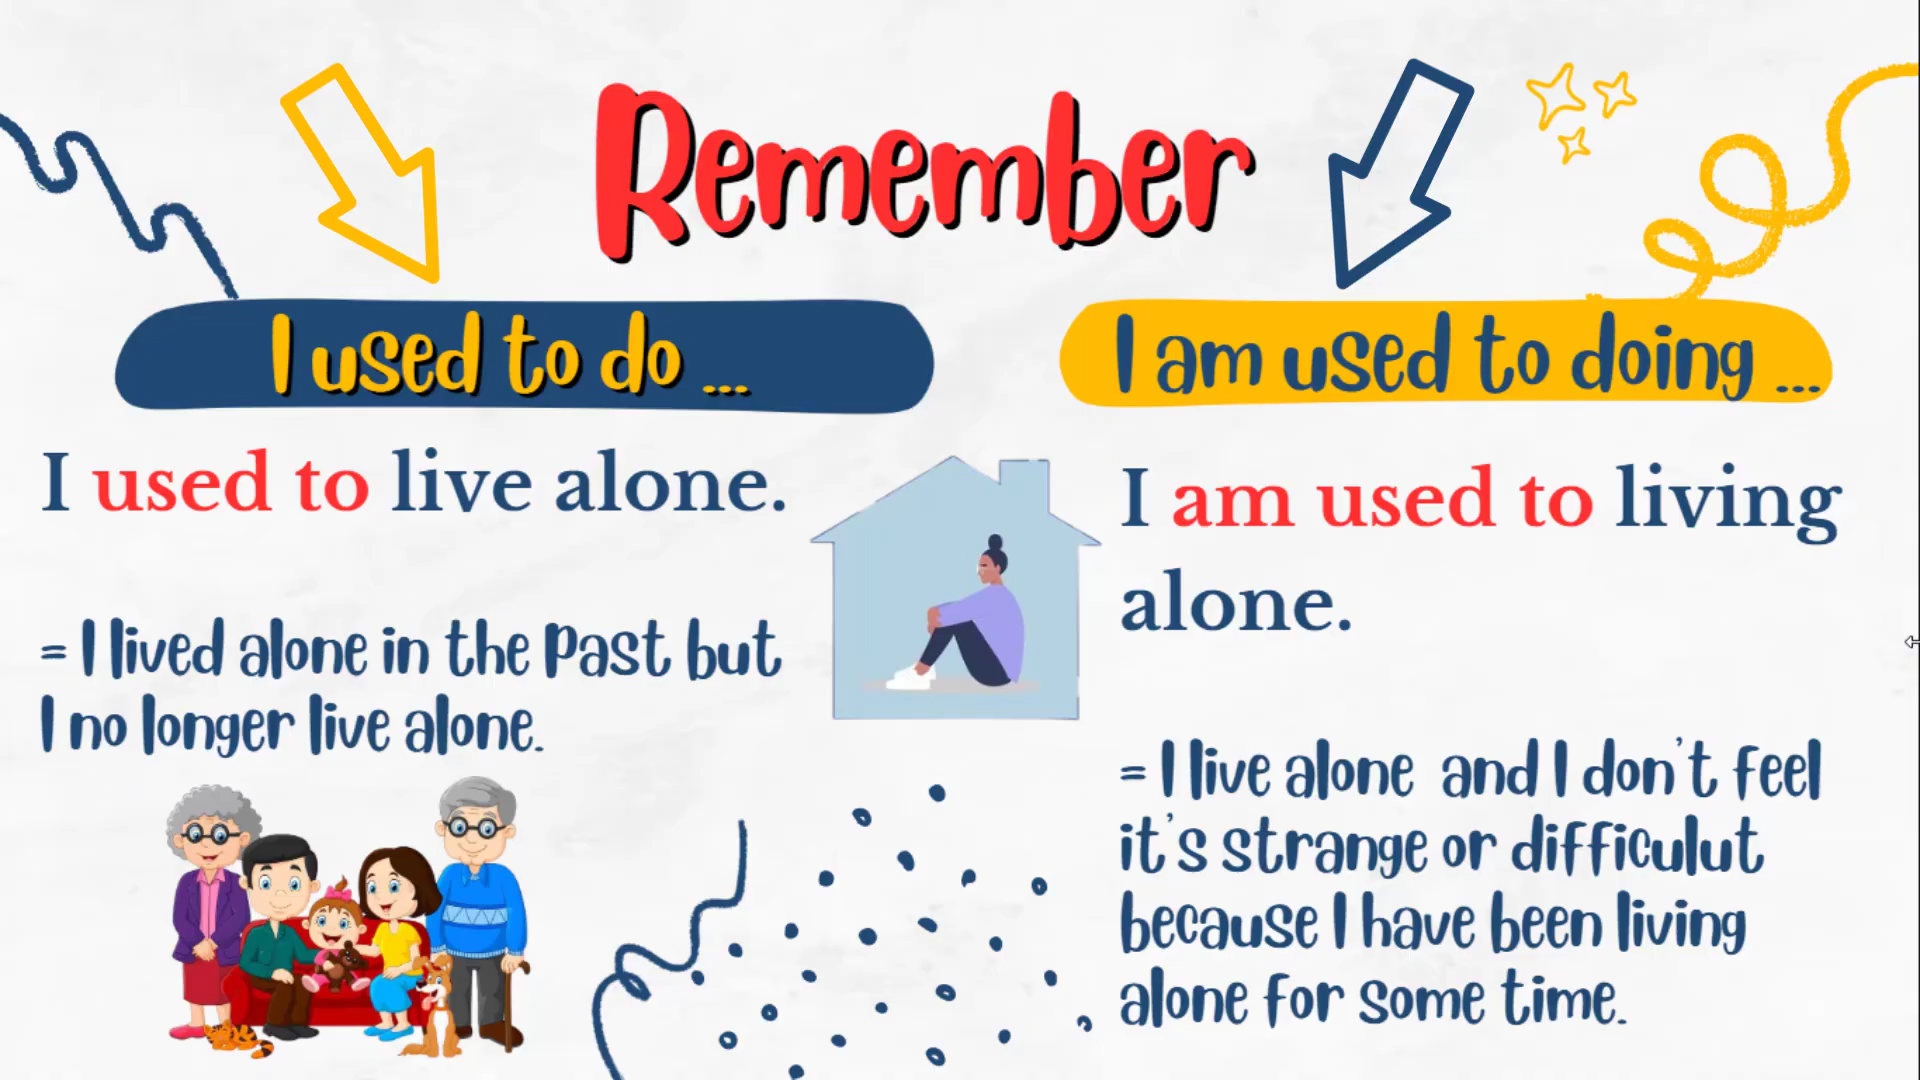 Remember
I used to do ...
I used to live alone.
= I lived alone in the past but
I no longer live alone.
I am used to doing ...
I am used to living
alone.
= I live alone and I don't feel
it's strange or difficulut
because I have been living
alone for some time.